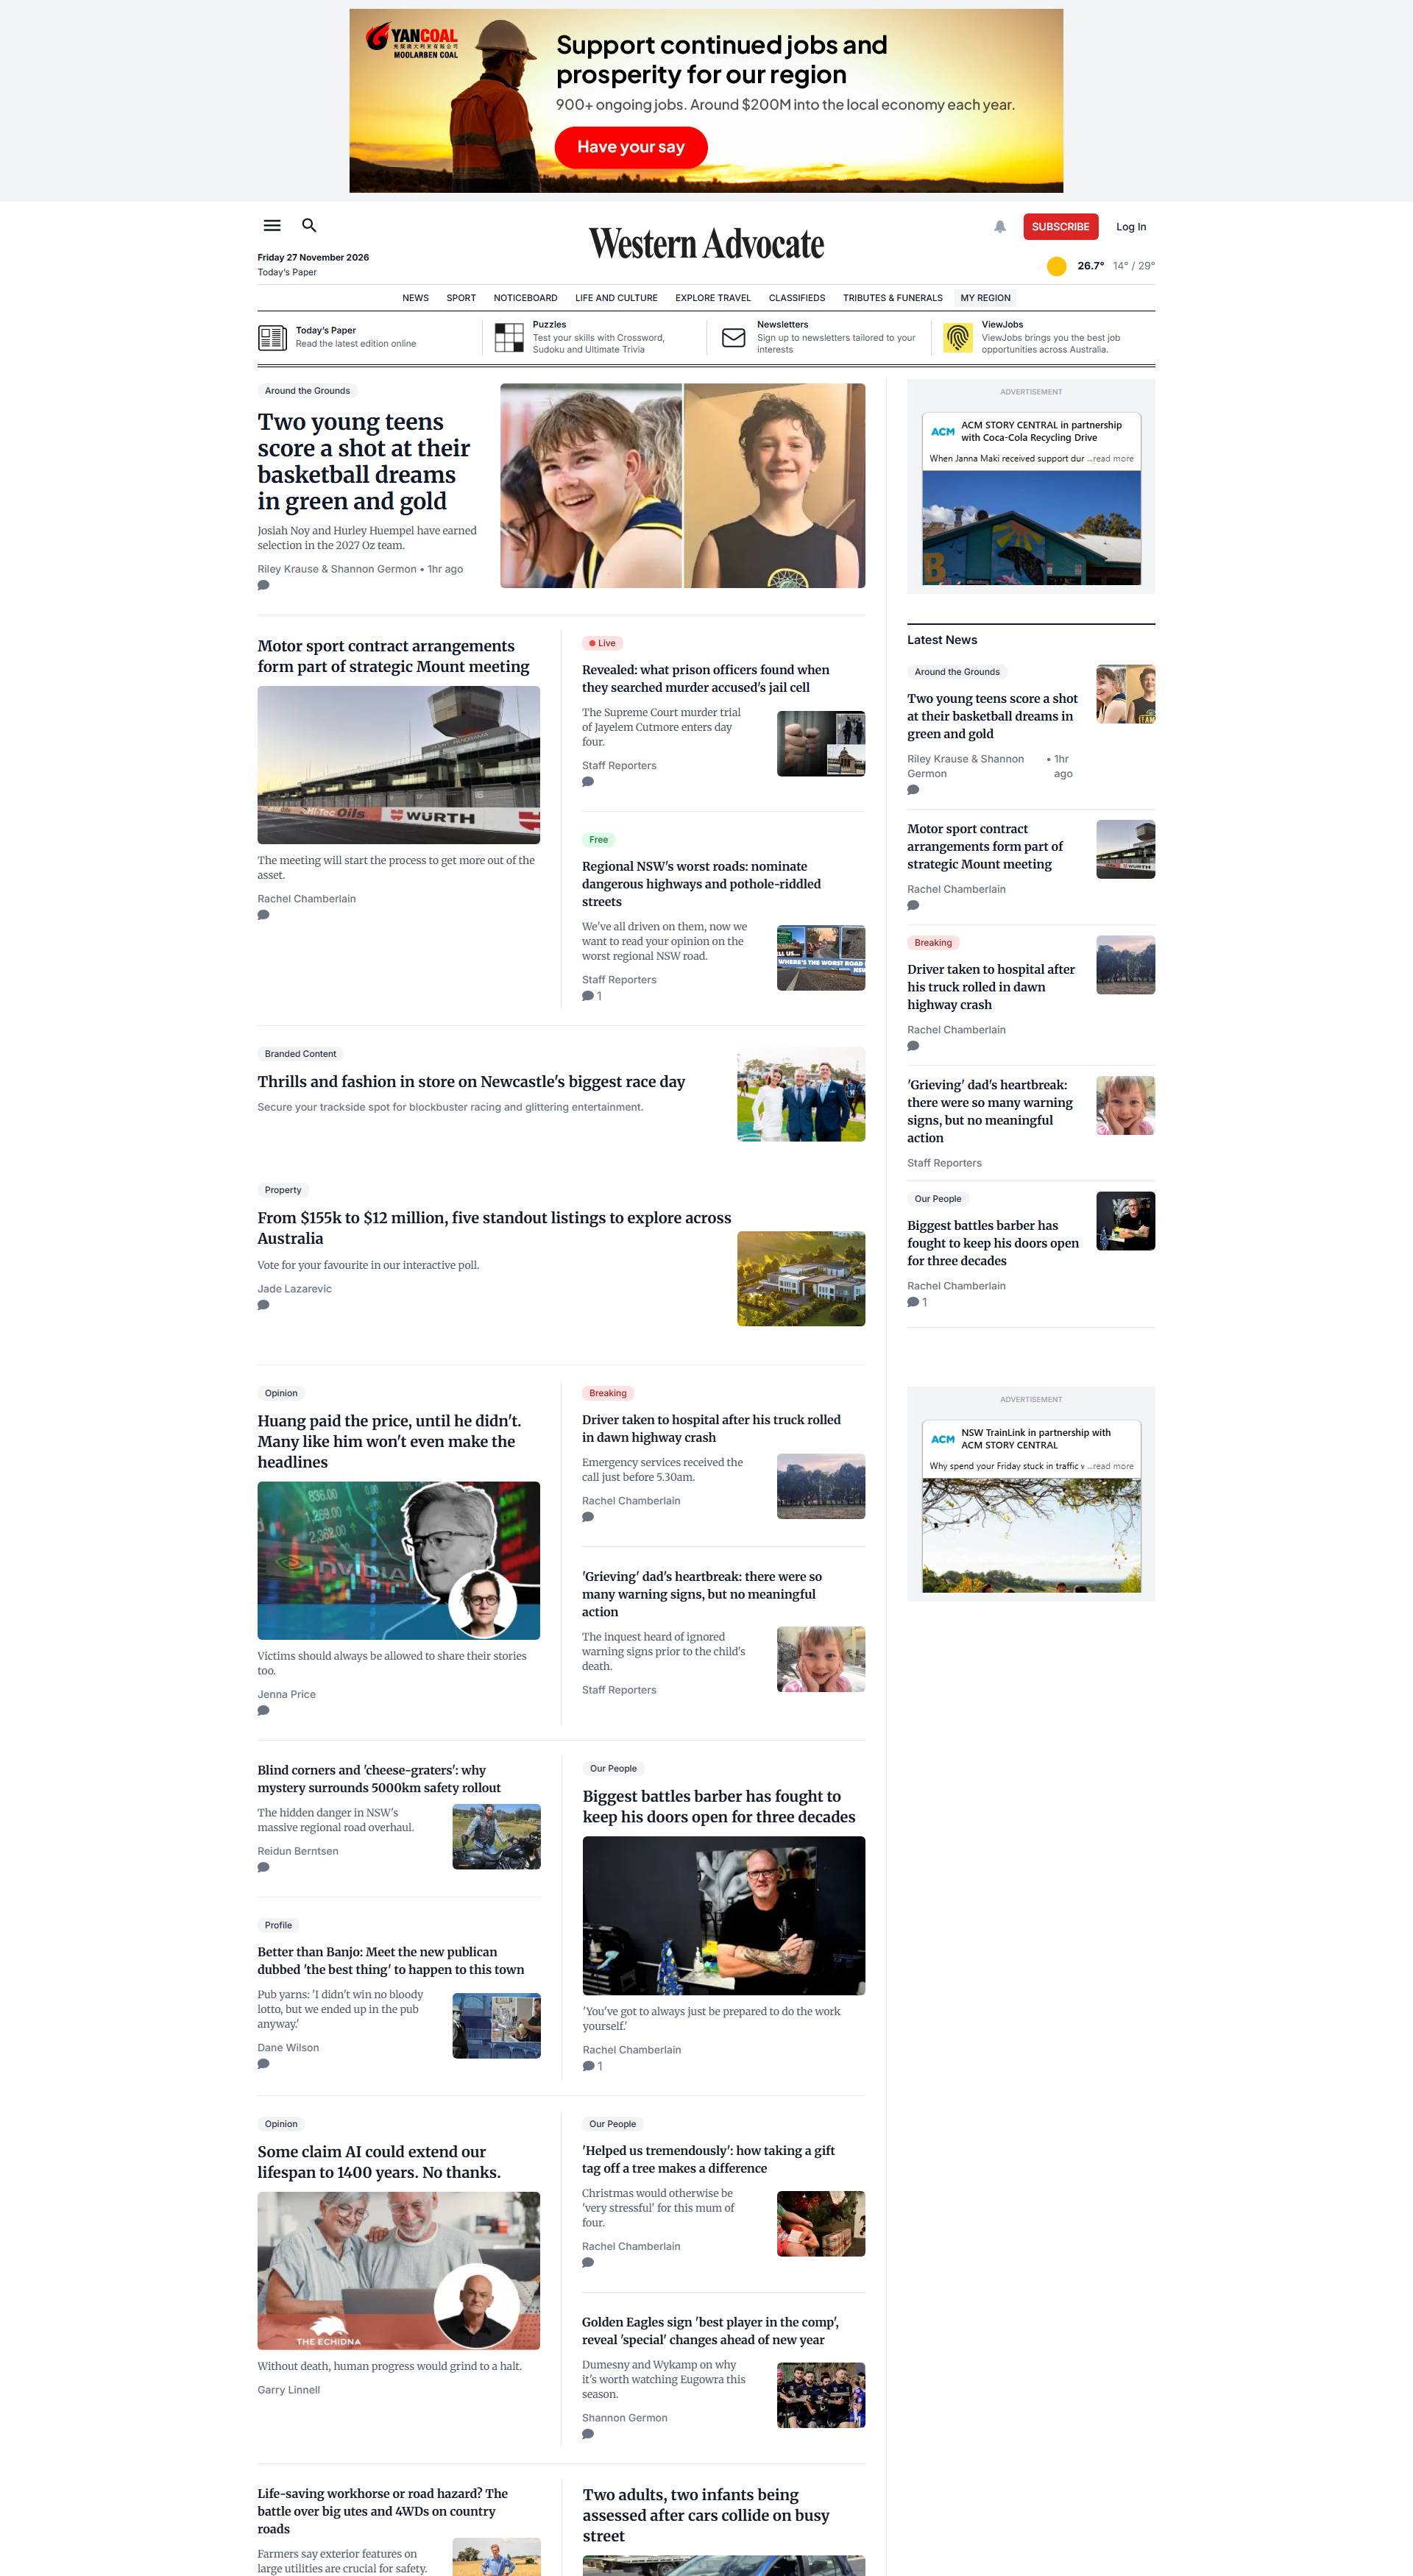 YANCOAL
MOOLARBEN COAL
Support continued jobs and
prosperity for our region
900+ ongoing jobs. Around $200M into the local economy each year.
Have your say
Western Advocate
SUBSCRIBE
Log In
Friday 27 November 2026
Today's Paper
26.7° 14° / 29°
NEWS SPORT NOTICEBOARD LIFE AND CULTURE EXPLORE TRAVEL CLASSIFIEDS TRIBUTES & FUNERALS MY REGION
Today's Paper
Read the latest edition online
Puzzles
Test your skills with Crossword,
Sudoku and Ultimate Trivia
Newsletters
Sign up to newsletters tailored to your
interests
ViewJobs
ViewJobs brings you the best job
opportunities across Australia.
Around the Grounds
Two young teens
score a shot at their
basketball dreams
in green and gold
Josiah Noy and Hurley Huempel have earned
selection in the 2027 Oz team.
Riley Krause & Shannon Germon • 1hr ago
Motor sport contract arrangements
form part of strategic Mount meeting
Hi-Tec Oils
WÜRTH
The meeting will start the process to get more out of the
asset.
Rachel Chamberlain
Live
Revealed: what prison officers found when
they searched murder accused's jail cell
The Supreme Court murder trial
of Jayelem Cutmore enters day
four.
Staff Reporters
Free
Regional NSW's worst roads: nominate
dangerous highways and pothole-riddled
streets
We've all driven on them, now we
want to read your opinion on the
worst regional NSW road.
WHERE'S THE WORST ROAD
Staff Reporters
1
Branded Content
Thrills and fashion in store on Newcastle's biggest race day
Secure your trackside spot for blockbuster racing and glittering entertainment.
Property
From $155k to $12 million, five standout listings to explore across
Australia
Vote for your favourite in our interactive poll.
Jade Lazarevic
Opinion
Huang paid the price, until he didn't.
Many like him won't even make the
headlines
836.00
1,269.00
2,368.00
NVIDIA
Victims should always be allowed to share their stories
too.
Jenna Price
Breaking
Driver taken to hospital after his truck rolled
in dawn highway crash
Emergency services received the
call just before 5.30am.
Rachel Chamberlain
'Grieving' dad's heartbreak: there were so
many warning signs, but no meaningful
action
The inquest heard of ignored
warning signs prior to the child's
death.
Staff Reporters
Blind corners and 'cheese-graters': why
mystery surrounds 5000km safety rollout
The hidden danger in NSW's
massive regional road overhaul.
Reidun Berntsen
Profile
Better than Banjo: Meet the new publican
dubbed 'the best thing' to happen to this town
Pub yarns: 'I didn't win no bloody
lotto, but we ended up in the pub
anyway.'
Dane Wilson
Our People
Biggest battles barber has fought to
keep his doors open for three decades
'You've got to always just be prepared to do the work
yourself.'
Rachel Chamberlain
1
Opinion
Some claim AI could extend our
lifespan to 1400 years. No thanks.
THE ECHIDNA
Without death, human progress would grind to a halt.
Garry Linnell
Our People
'Helped us tremendously': how taking a gift
tag off a tree makes a difference
Christmas would otherwise be
'very stressful' for this mum of
four.
Rachel Chamberlain
Golden Eagles sign 'best player in the comp',
reveal 'special' changes ahead of new year
Dumesny and Wykamp on why
it's worth watching Eugowra this
season.
Shannon Germon
Life-saving workhorse or road hazard? The
battle over big utes and 4WDs on country
roads
Farmers say exterior features on
large utilities are crucial for safety.
Two adults, two infants being
assessed after cars collide on busy
street
ADVERTISEMENT
ACM
ACM STORY CENTRAL in partnership
with Coca-Cola Recycling Drive
When Janna Maki received support dur ...read more
Latest News
Around the Grounds
Two young teens score a shot
at their basketball dreams in
green and gold
Riley Krause & Shannon
Germon
• 1hr
ago
Motor sport contract
arrangements form part of
strategic Mount meeting
Rachel Chamberlain
Breaking
Driver taken to hospital after
his truck rolled in dawn
highway crash
Rachel Chamberlain
'Grieving' dad's heartbreak:
there were so many warning
signs, but no meaningful
action
Staff Reporters
Our People
Biggest battles barber has
fought to keep his doors open
for three decades
Rachel Chamberlain
1
ADVERTISEMENT
ACM
NSW TrainLink in partnership with
ACM STORY CENTRAL
Why spend your Friday stuck in traffic ...read more